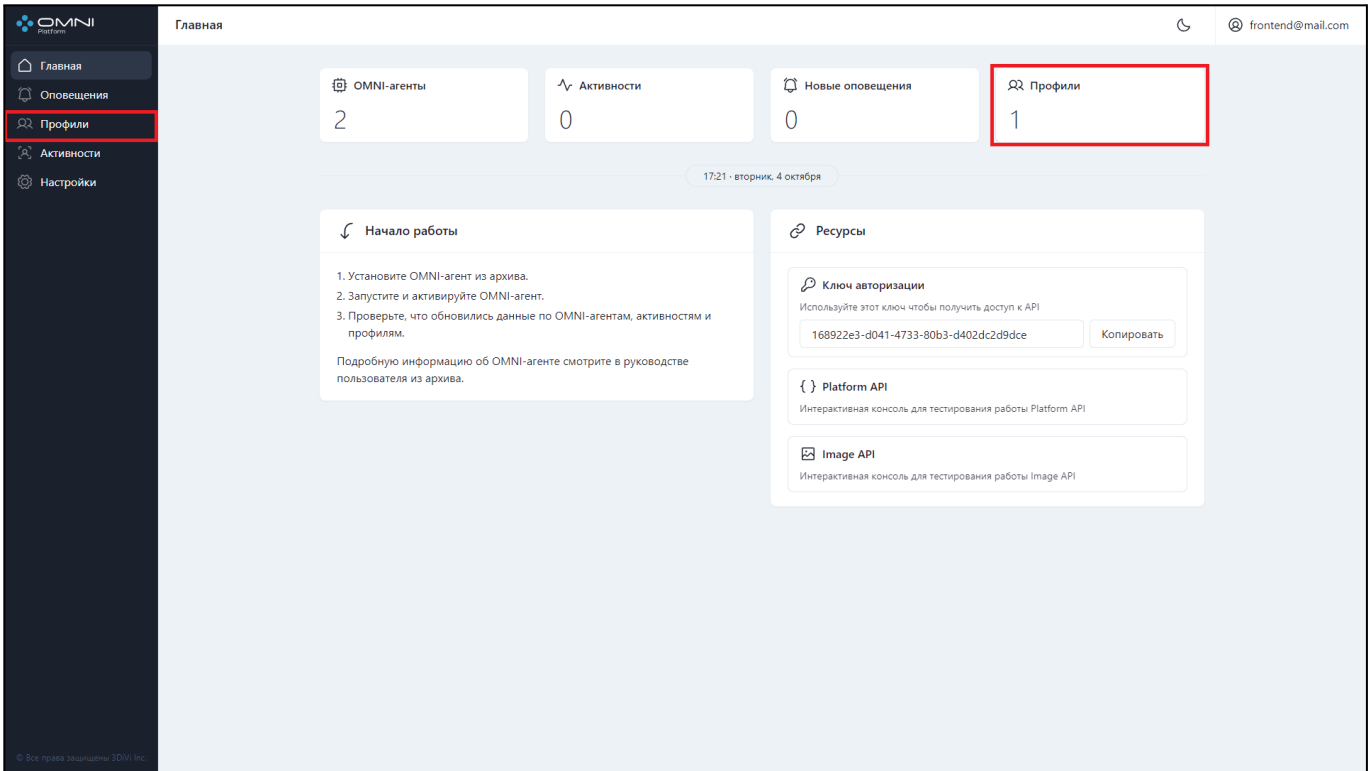 OMNI
Platform
Главная
frontend@mail.com
Главная
Оповещения
Профили
Активности
Настройки
OMNI-агенты
2
Активности
0
Новые оповещения
0
Профили
1
17:21 · вторник, 4 октября
Начало работы
1. Установите OMNI-агент из архива.
2. Запустите и активируйте OMNI-агент.
3. Проверьте, что обновились данные по OMNI-агентам, активностям и
профилям.
Подробную информацию об OMNI-агенте смотрите в руководстве
пользователя из архива.
Ресурсы
Ключ авторизации
Используйте этот ключ чтобы получить доступ к API
168922e3-d041-4733-80b3-d402dc2d9dce
Копировать
{ } Platform API
Интерактивная консоль для тестирования работы Platform API
Image API
Интерактивная консоль для тестирования работы Image API
© Все права защищены 3DiVi Inc.